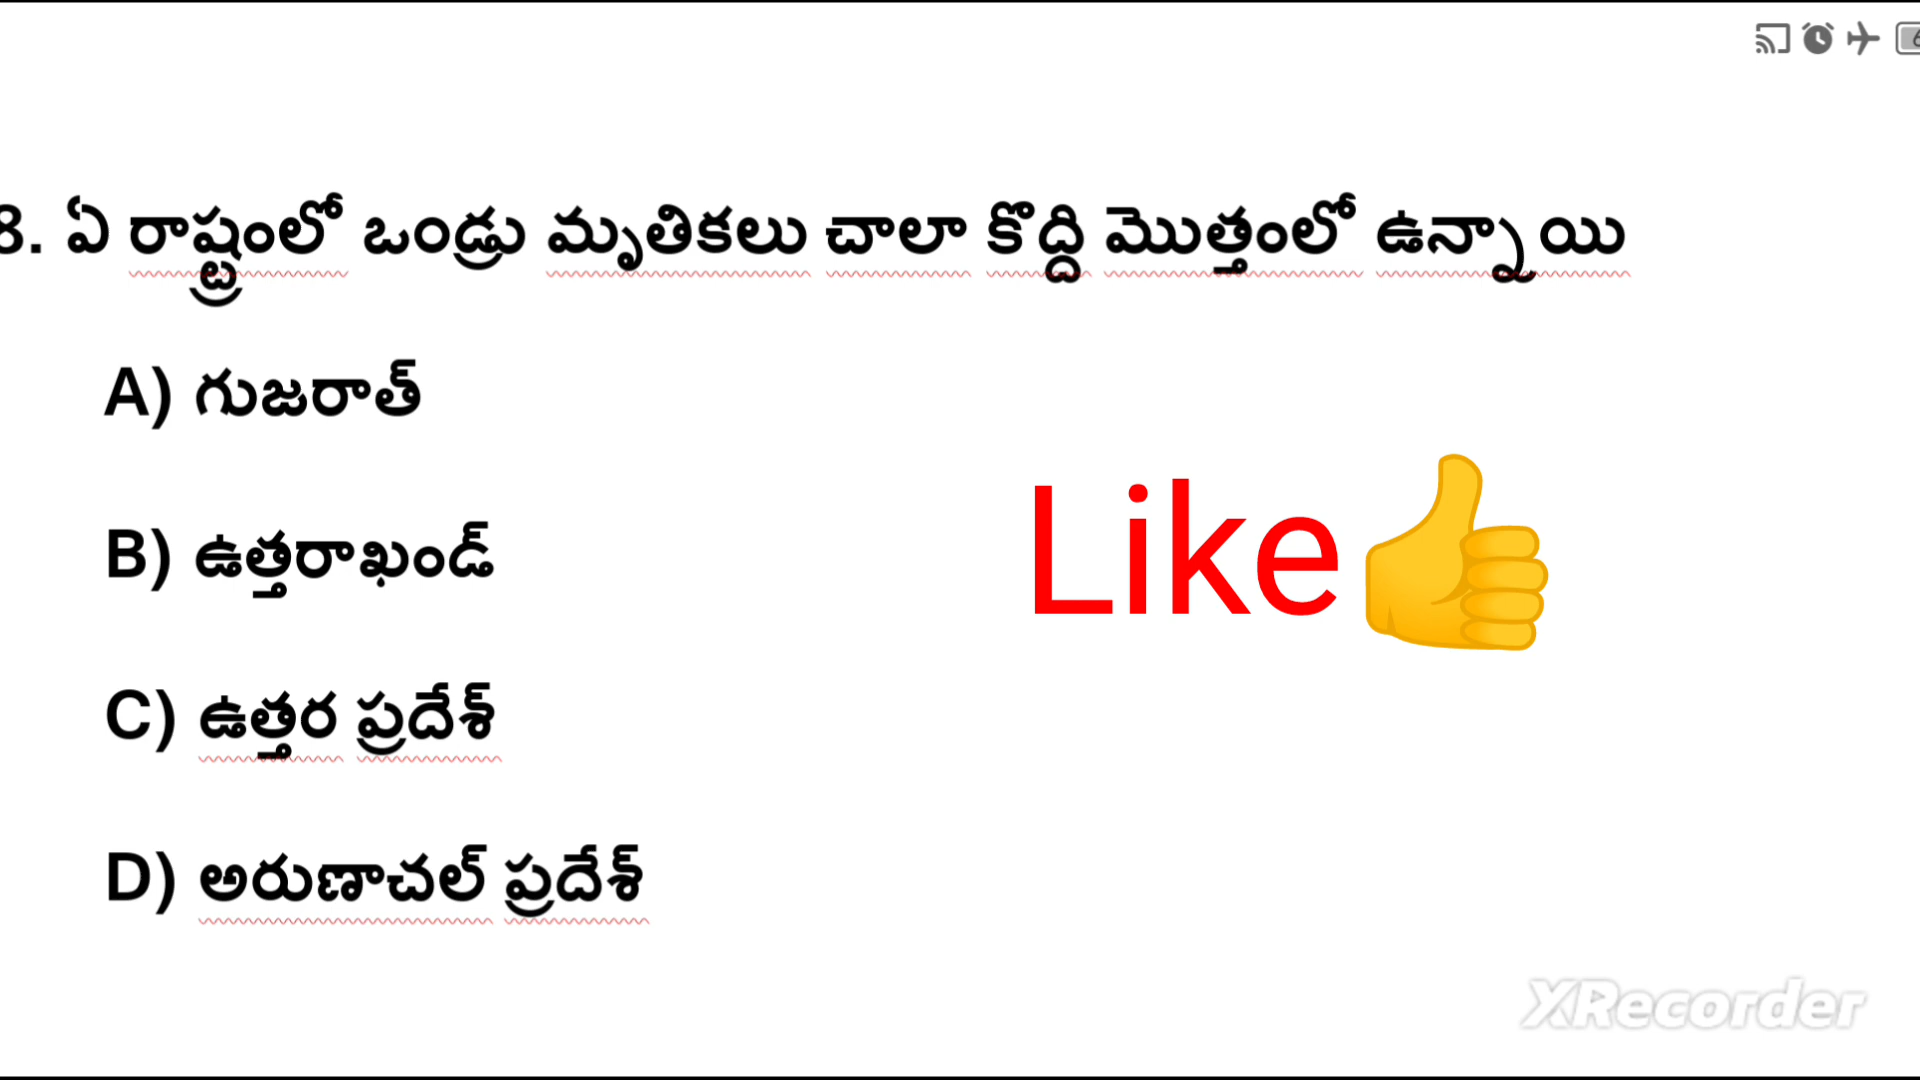 8. ఏ రాష్ట్రంలో ఒండ్రు మృతికలు చాలా కొద్ది మొత్తంలో ఉన్నాయి
A) గుజరాత్
B) ఉత్తరాఖండ్
Like👍
C) ఉత్తర ప్రదేశ్
D) అరుణాచల్ ప్రదేశ్
XRecorder